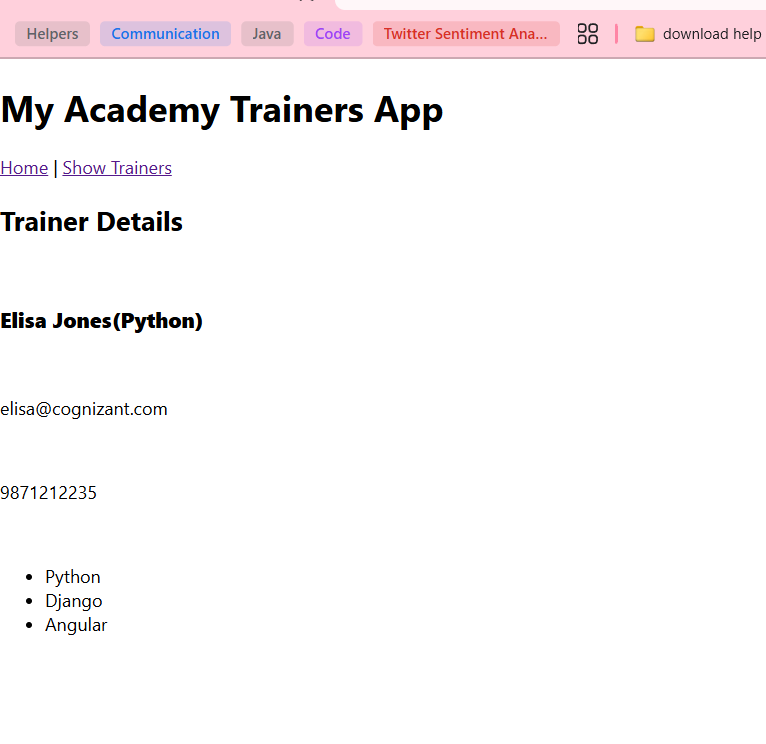 Helpers Communication Java Code Twitter Sentiment Ana... download help
My Academy Trainers App
Home | Show Trainers
Trainer Details
Elisa Jones(Python)
elisa@cognizant.com
9871212235
• Python
• Django
• Angular